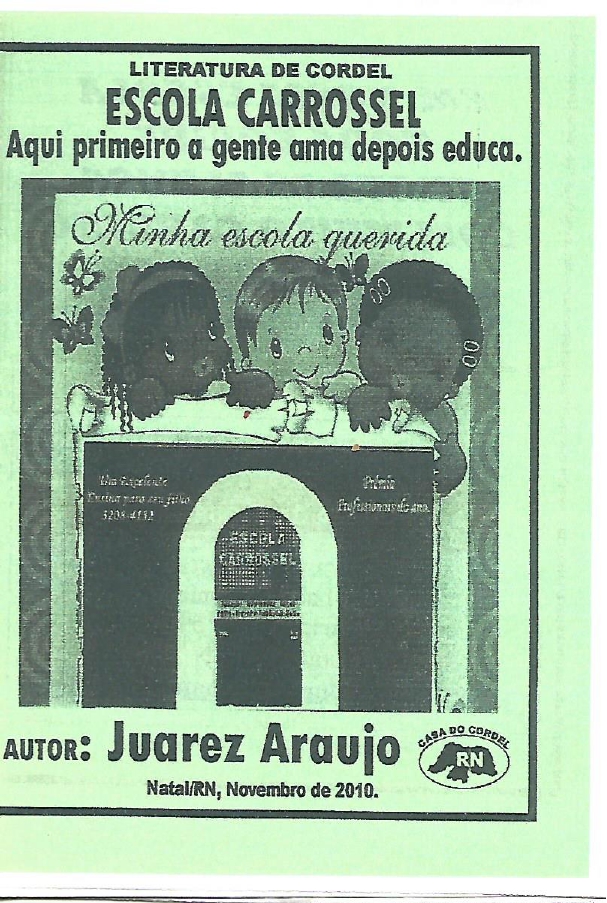 LITERATURA DE CORDEL
ESCOLA CARROSSEL
Aqui primeiro a gente ama depois educa.
Minha escola querida
Um Excelente
Ensino para seu filho
3208-4152
Prêmio
Profissionais do ano.
ESCOLA
CARROSSEL
AUTOR: Juarez Araujo
CASA DO CORDEL
RN
Natal/RN, Novembro de 2010.